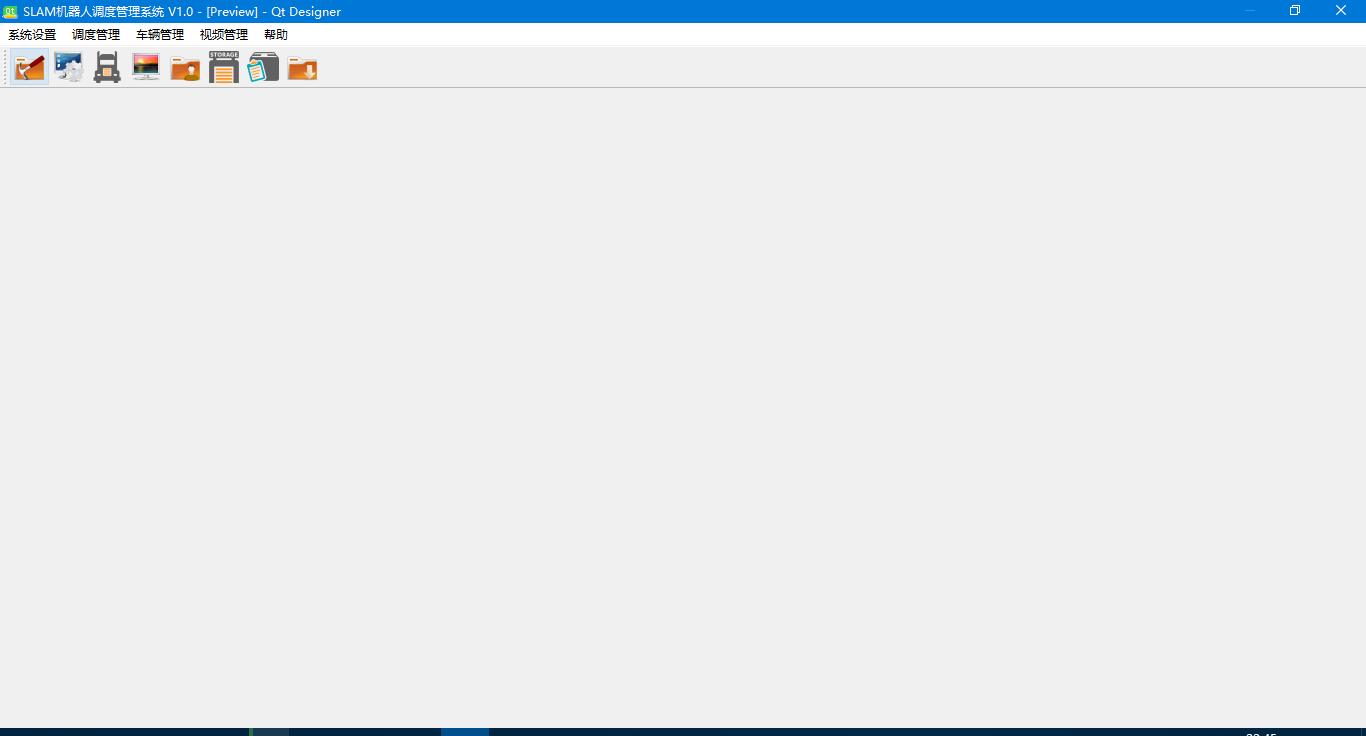 SLAM机器人调度管理系统 V1.0 - [Preview] - Qt Designer
系统设置 调度管理 车辆管理 视频管理 帮助
STORAGE